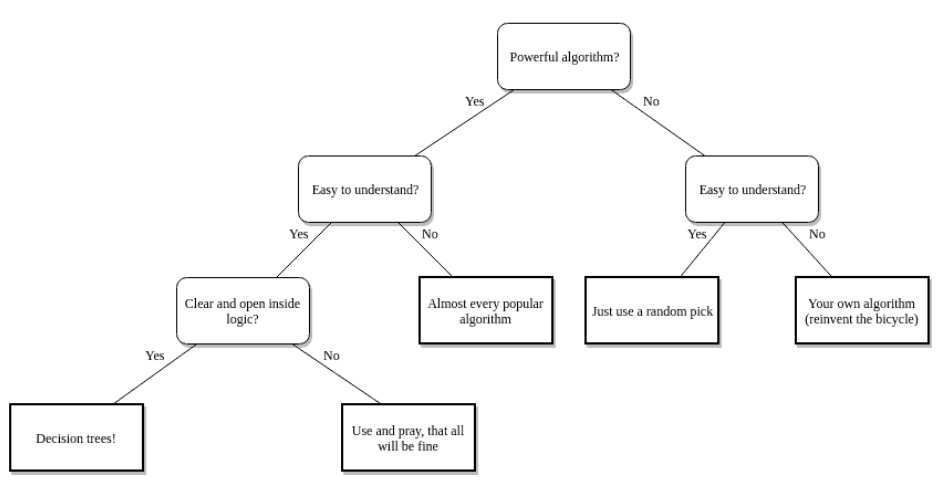 Powerful algorithm?
Yes
No
Easy to understand?
Easy to understand?
Yes
No
Yes
No
Clear and open inside
logic?
Almost every popular
algorithm
Just use a random pick
Your own algorithm
(reinvent the bicycle)
Yes
No
Decision trees!
Use and pray, that all
will be fine